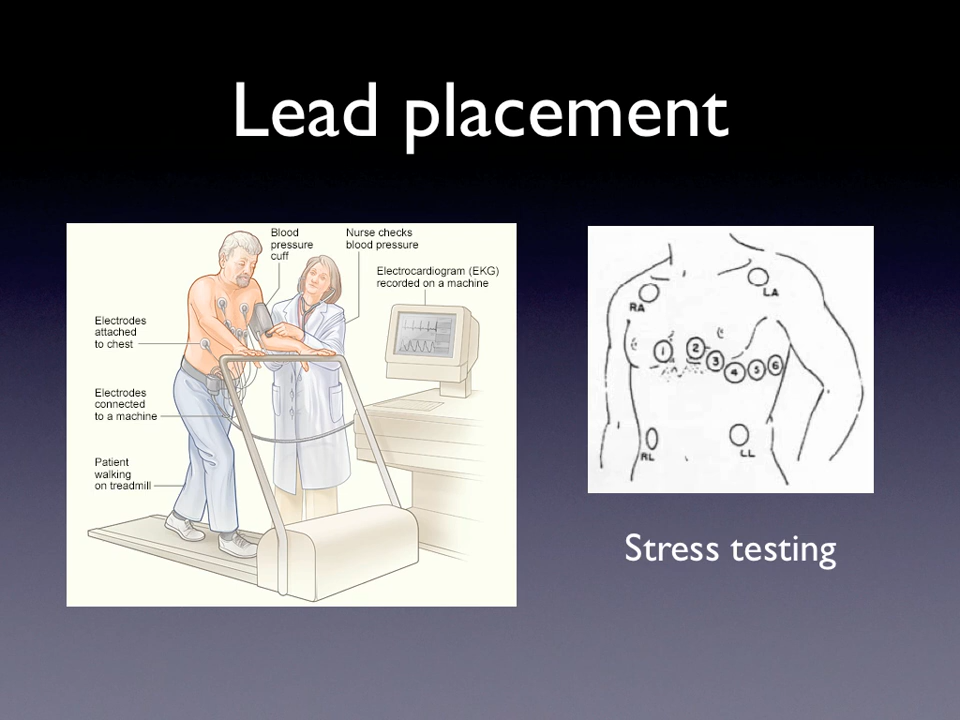 Lead placement
Blood
pressure
cuff
Nurse checks
blood pressure
Electrocardiogram (EKG)
recorded on a machine
Electrodes
attached
to chest
Electrodes
connected
to a machine
Patient
walking
on treadmill
RA
LA
1
2
3
4
5
6
RL
LL
Stress testing